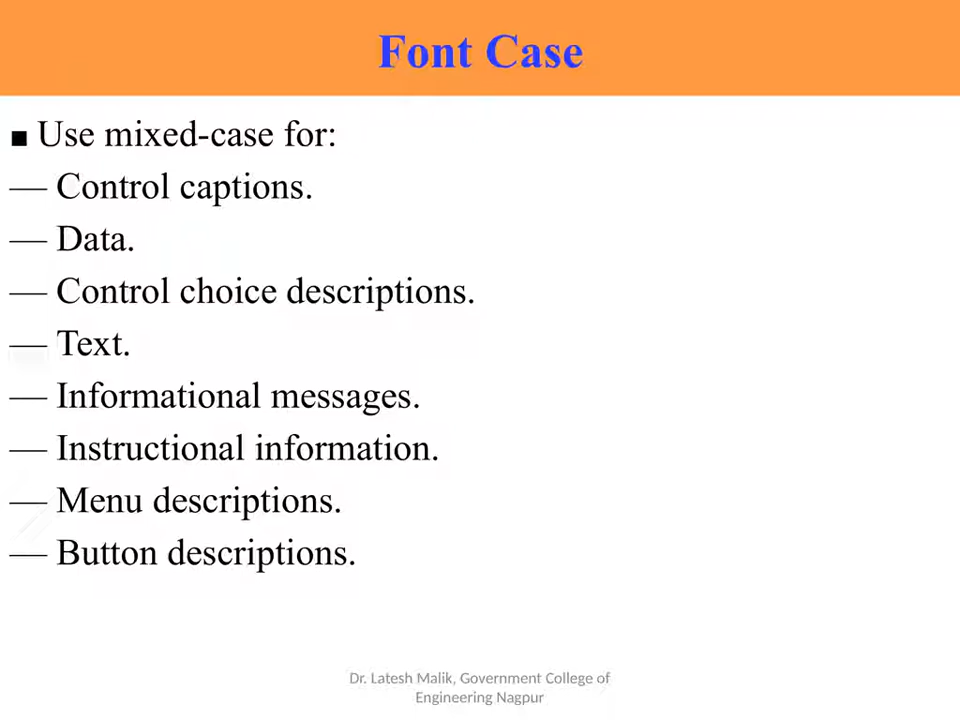 Font Case
■ Use mixed-case for:
— Control captions.
— Data.
— Control choice descriptions.
— Text.
— Informational messages.
— Instructional information.
— Menu descriptions.
— Button descriptions.
Dr. Latesh Malik, Government College of
Engineering Nagpur